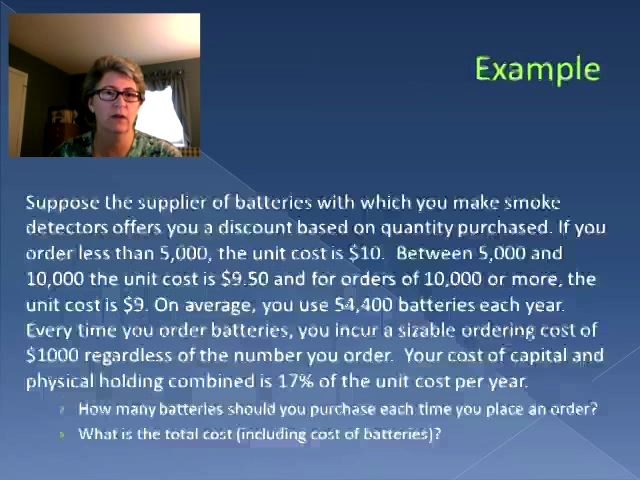 Example
Suppose the supplier of batteries with which you make smoke
detectors offers you a discount based on quantity purchased. If you
order less than 5,000, the unit cost is $10. Between 5,000 and
10,000 the unit cost is $9.50 and for orders of 10,000 or more, the
unit cost is $9. On average, you use 54,400 batteries each year.
Every time you order batteries, you incur a sizable ordering cost of
$1000 regardless of the number you order. Your cost of capital and
physical holding combined is 17% of the unit cost per year.
How many batteries should you purchase each time you place an order?
What is the total cost (including cost of batteries)?